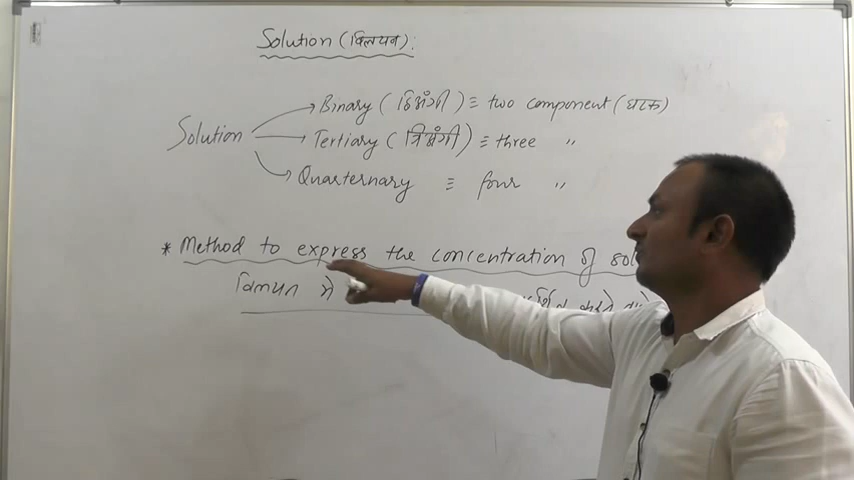 Solution (विलयन):
Binary (द्विअंगी) ≡ two component (घटक)
Solution Tertiary (त्रिअंगी) ≡ three "
Quarternary ≡ four "
* Method to express the concentration of sol
विलयन में